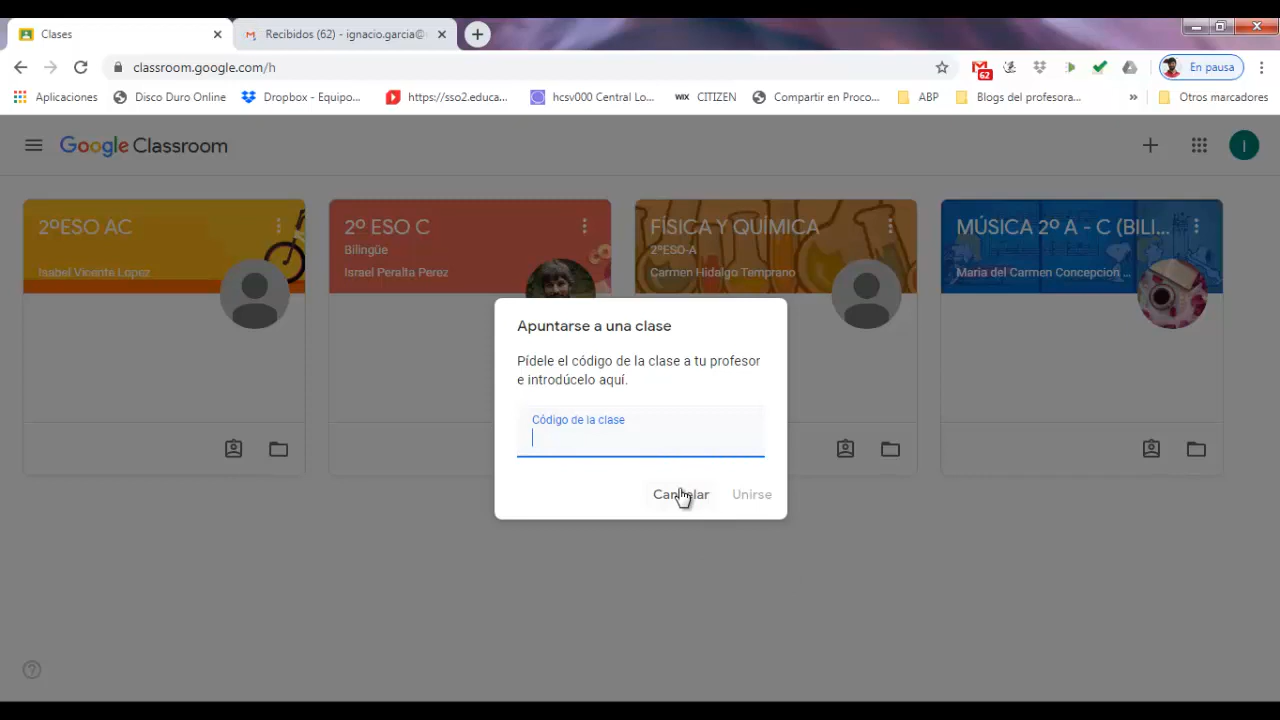 Clases
Recibidos (62) - ignacio.garcia@
classroom.google.com/h
62
En pausa
Aplicaciones
Disco Duro Online
Dropbox - Equipo...
https://sso2.educa...
hcsv000 Central Lo...
WIX CITIZEN
Compartir en Proco...
ABP
Blogs del profesora...
»
Otros marcadores
Google Classroom
I
2ºESO AC
Isabel Vicente Lopez
2º ESO C
Bilingüe
Israel Peralta Perez
FÍSICA Y QUÍMICA
2ºESO-A
Carmen Hidalgo Temprano
MÚSICA 2º A - C (BILI...
Maria del Carmen Concepcion ...
Apuntarse a una clase
Pídele el código de la clase a tu profesor
e introdúcelo aquí.
Código de la clase
Cancelar
Unirse